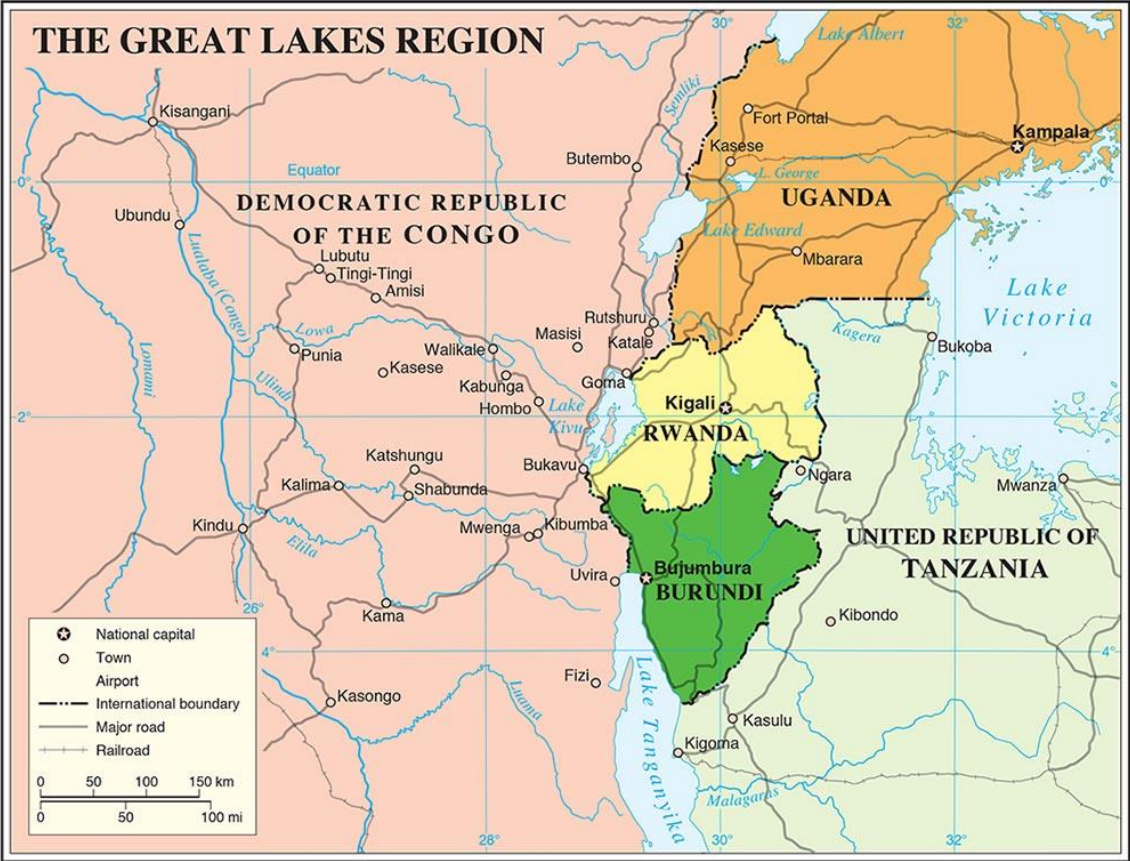 THE GREAT LAKES REGION
30°
32°
Lake Albert
Semliki
Kisangani
Fort Portal
Kampala
Butembo
Kasese
Equator
L. George
0°
0°
DEMOCRATIC REPUBLIC
OF THE CONGO
UGANDA
Ubundu
Lake Edward
Lualaba (Congo)
Mbarara
Lubutu
Tingi-Tingi
Amisi
Lake
Victoria
Rutshuru
Lowa
Masisi
Katale
Kagera
Bukoba
Lomami
Punia
Walikale
Kasese
Kabunga
Goma
Ulindi
Hombo
Lake
Kivu
Kigali
2°
2°
RWANDA
Katshungu
Bukavu
Ngara
Kalima
Shabunda
Mwanza
Kindu
Mwenga
Kibumba
Elila
UNITED REPUBLIC OF
TANZANIA
Uvira
Bujumbura
BURUNDI
26°
Kama
Kibondo
4°
4°
Fizi
Lake Tanganyika
Luama
Kasongo
Kasulu
Kigoma
Malagaras
28°
30°
32°
National capital
Town
Airport
International boundary
Major road
Railroad
0 50 100 150 km
0 50 100 mi